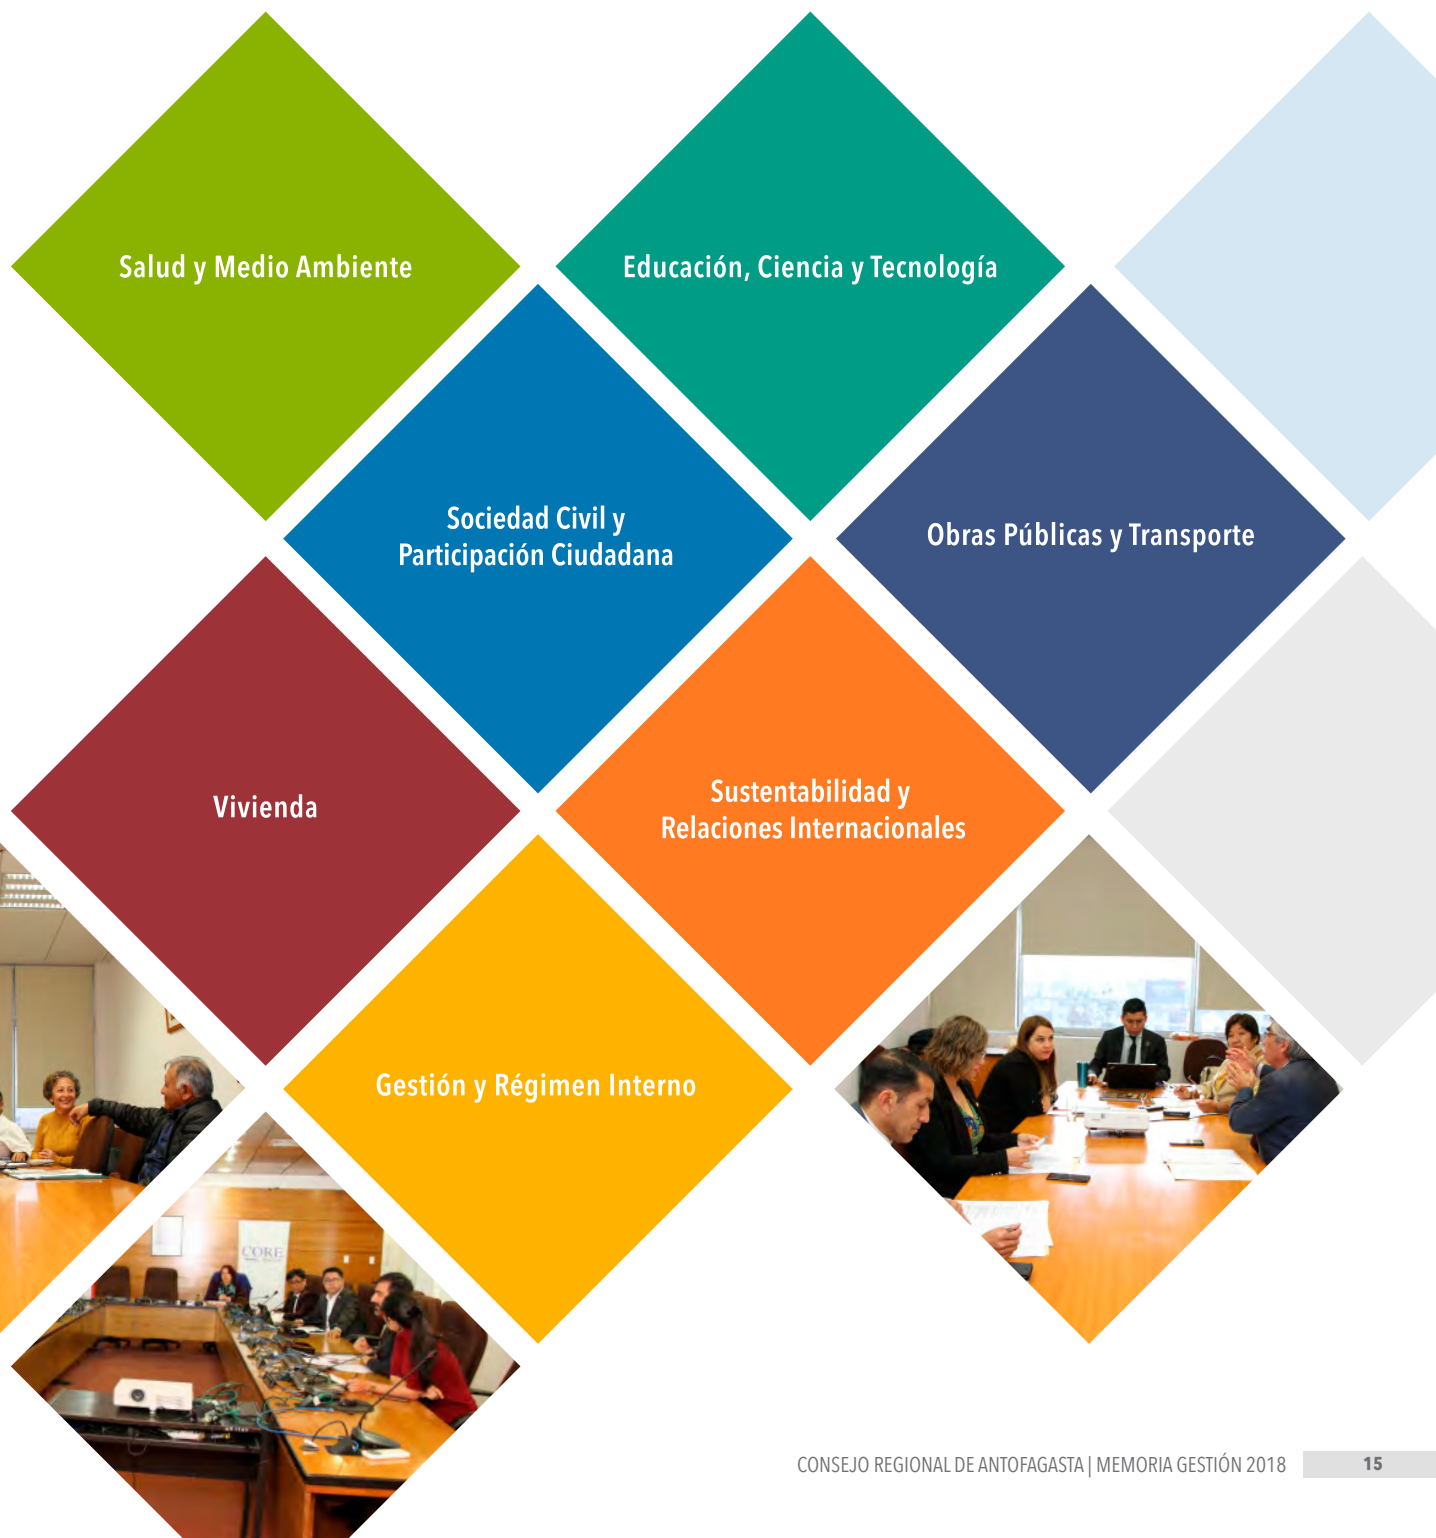 Salud y Medio Ambiente
Educación, Ciencia y Tecnología
Sociedad Civil y
Participación Ciudadana
Obras Públicas y Transporte
Vivienda
Sustentabilidad y
Relaciones Internacionales
Gestión y Régimen Interno
CORE
CONSEJO REGIONAL DE ANTOFAGASTA | MEMORIA GESTIÓN 2018
15